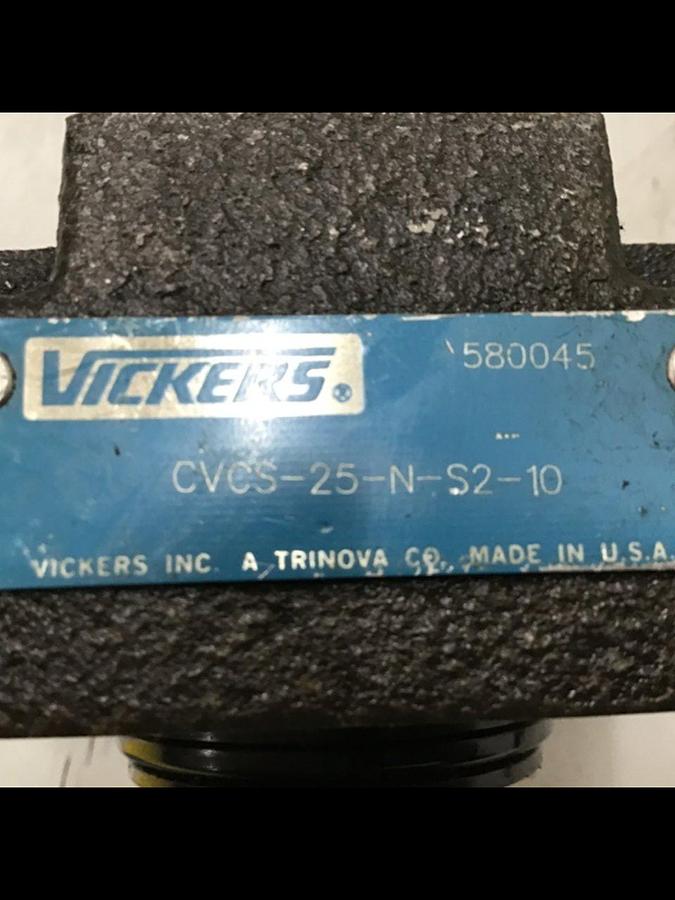 VICKERS®
580045
CVCS-25-N-S2-10
VICKERS INC. A TRINOVA CO. MADE IN U.S.A.